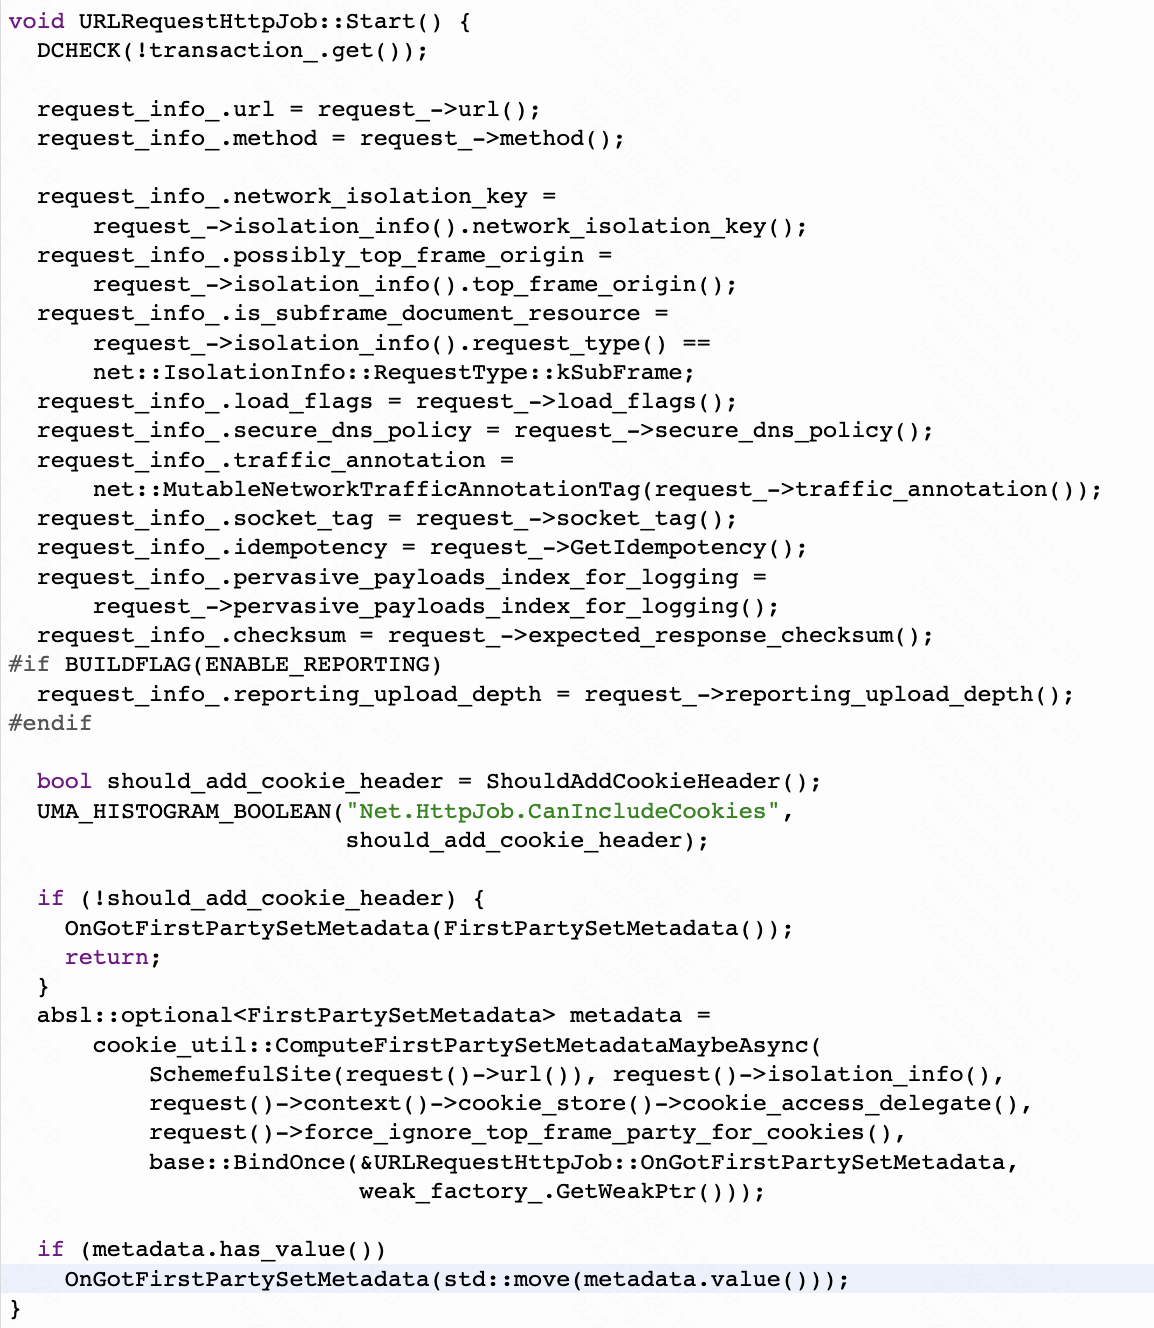 void URLRequestHttpJob::Start() {
  DCHECK(!transaction_.get());

  request_info_.url = request_->url();
  request_info_.method = request_->method();

  request_info_.network_isolation_key =
      request_->isolation_info().network_isolation_key();
  request_info_.possibly_top_frame_origin =
      request_->isolation_info().top_frame_origin();
  request_info_.is_subframe_document_resource =
      request_->isolation_info().request_type() ==
      net::IsolationInfo::RequestType::kSubFrame;
  request_info_.load_flags = request_->load_flags();
  request_info_.secure_dns_policy = request_->secure_dns_policy();
  request_info_.traffic_annotation =
      net::MutableNetworkTrafficAnnotationTag(request_->traffic_annotation());
  request_info_.socket_tag = request_->socket_tag();
  request_info_.idempotency = request_->GetIdempotency();
  request_info_.pervasive_payloads_index_for_logging =
      request_->pervasive_payloads_index_for_logging();
  request_info_.checksum = request_->expected_response_checksum();
#if BUILDFLAG(ENABLE_REPORTING)
  request_info_.reporting_upload_depth = request_->reporting_upload_depth();
#endif

  bool should_add_cookie_header = ShouldAddCookieHeader();
  UMA_HISTOGRAM_BOOLEAN("Net.HttpJob.CanIncludeCookies",
                        should_add_cookie_header);

  if (!should_add_cookie_header) {
    OnGotFirstPartySetMetadata(FirstPartySetMetadata());
    return;
  }
  absl::optional<FirstPartySetMetadata> metadata =
      cookie_util::ComputeFirstPartySetMetadataMaybeAsync(
          SchemefulSite(request()->url()), request()->isolation_info(),
          request()->context()->cookie_store()->cookie_access_delegate(),
          request()->force_ignore_top_frame_party_for_cookies(),
          base::BindOnce(&URLRequestHttpJob::OnGotFirstPartySetMetadata,
                         weak_factory_.GetWeakPtr()));

  if (metadata.has_value())
    OnGotFirstPartySetMetadata(std::move(metadata.value()));
}